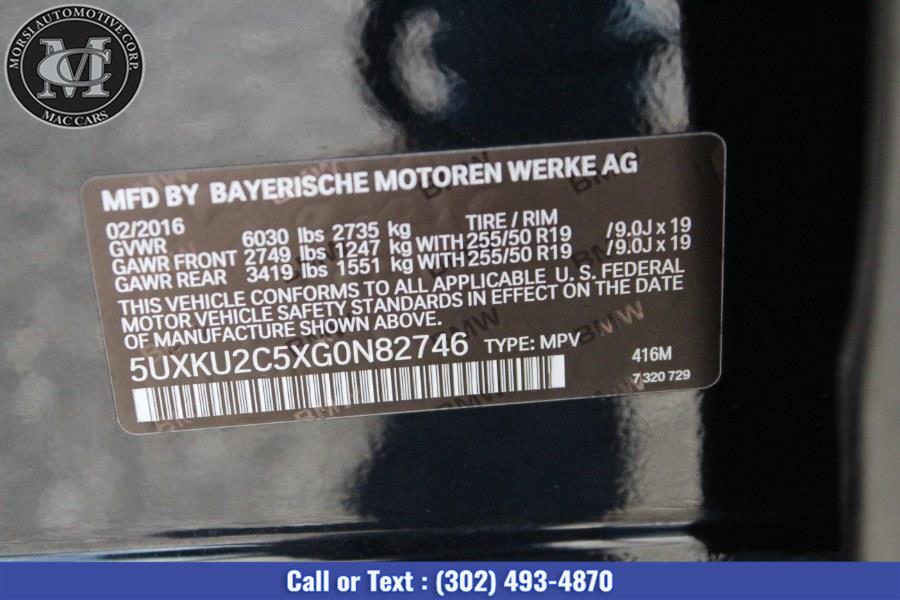 MORSI AUTOMOTIVE CORP.
MC
MAC CARS
MFD BY BAYERISCHE MOTOREN WERKE AG
02/2016 TIRE / RIM
GVWR 6030 lbs 2735 kg
GAWR FRONT 2749 lbs 1247 kg WITH 255/50 R19 /9.0J x 19
GAWR REAR 3419 lbs 1551 kg WITH 255/50 R19 /9.0J x 19
THIS VEHICLE CONFORMS TO ALL APPLICABLE U. S. FEDERAL
MOTOR VEHICLE SAFETY STANDARDS IN EFFECT ON THE DATE
OF MANUFACTURE SHOWN ABOVE.
5UXKU2C5XG0N82746 TYPE: MPV 416M
7 320 729
Call or Text : (302) 493-4870